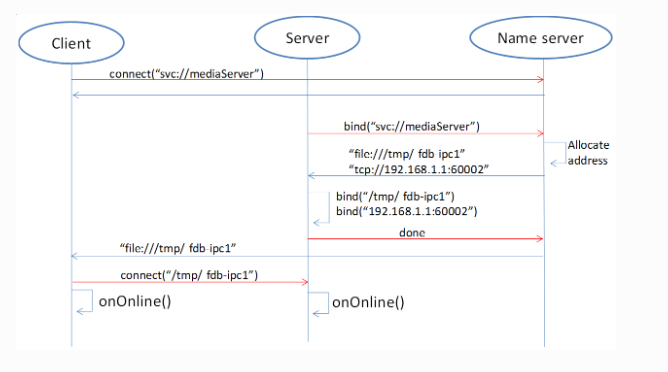 Client
Server
Name server
connect("svc://mediaServer")
bind("svc://mediaServer")
Allocate
address
"file:///tmp/ fdb ipc1"
"tcp://192.168.1.1:60002"
bind("/tmp/ fdb-ipc1")
bind("192.168.1.1:60002")
done
"file:///tmp/ fdb-ipc1"
connect("/tmp/ fdb-ipc1")
onOnline()
onOnline()